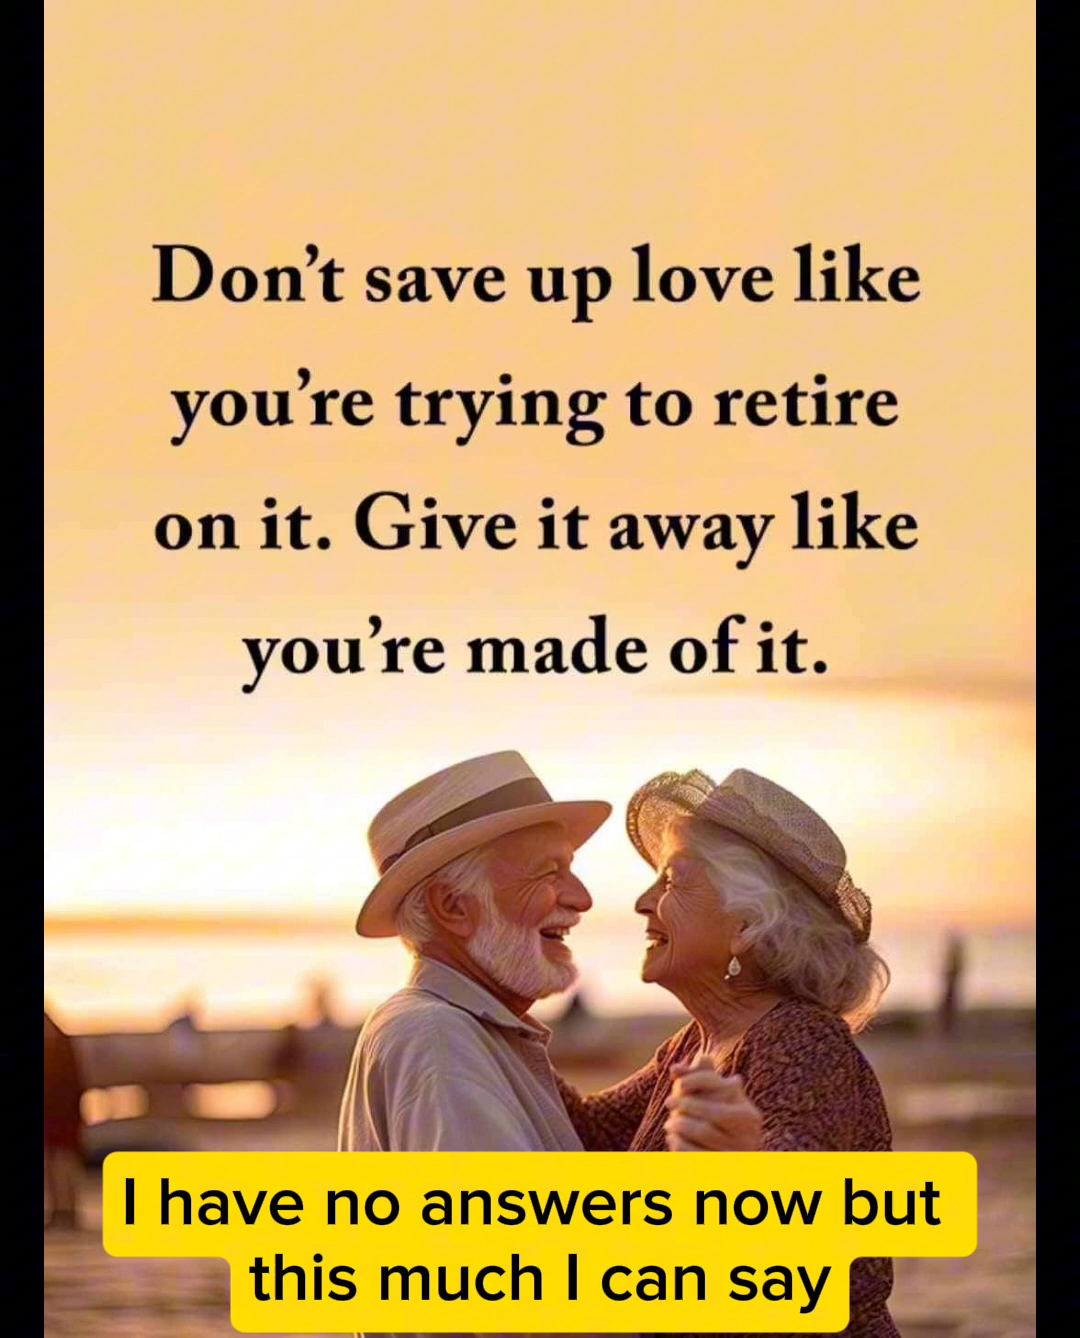 Don’t save up love like
you’re trying to retire
on it. Give it away like
you’re made of it.
I have no answers now but
this much I can say